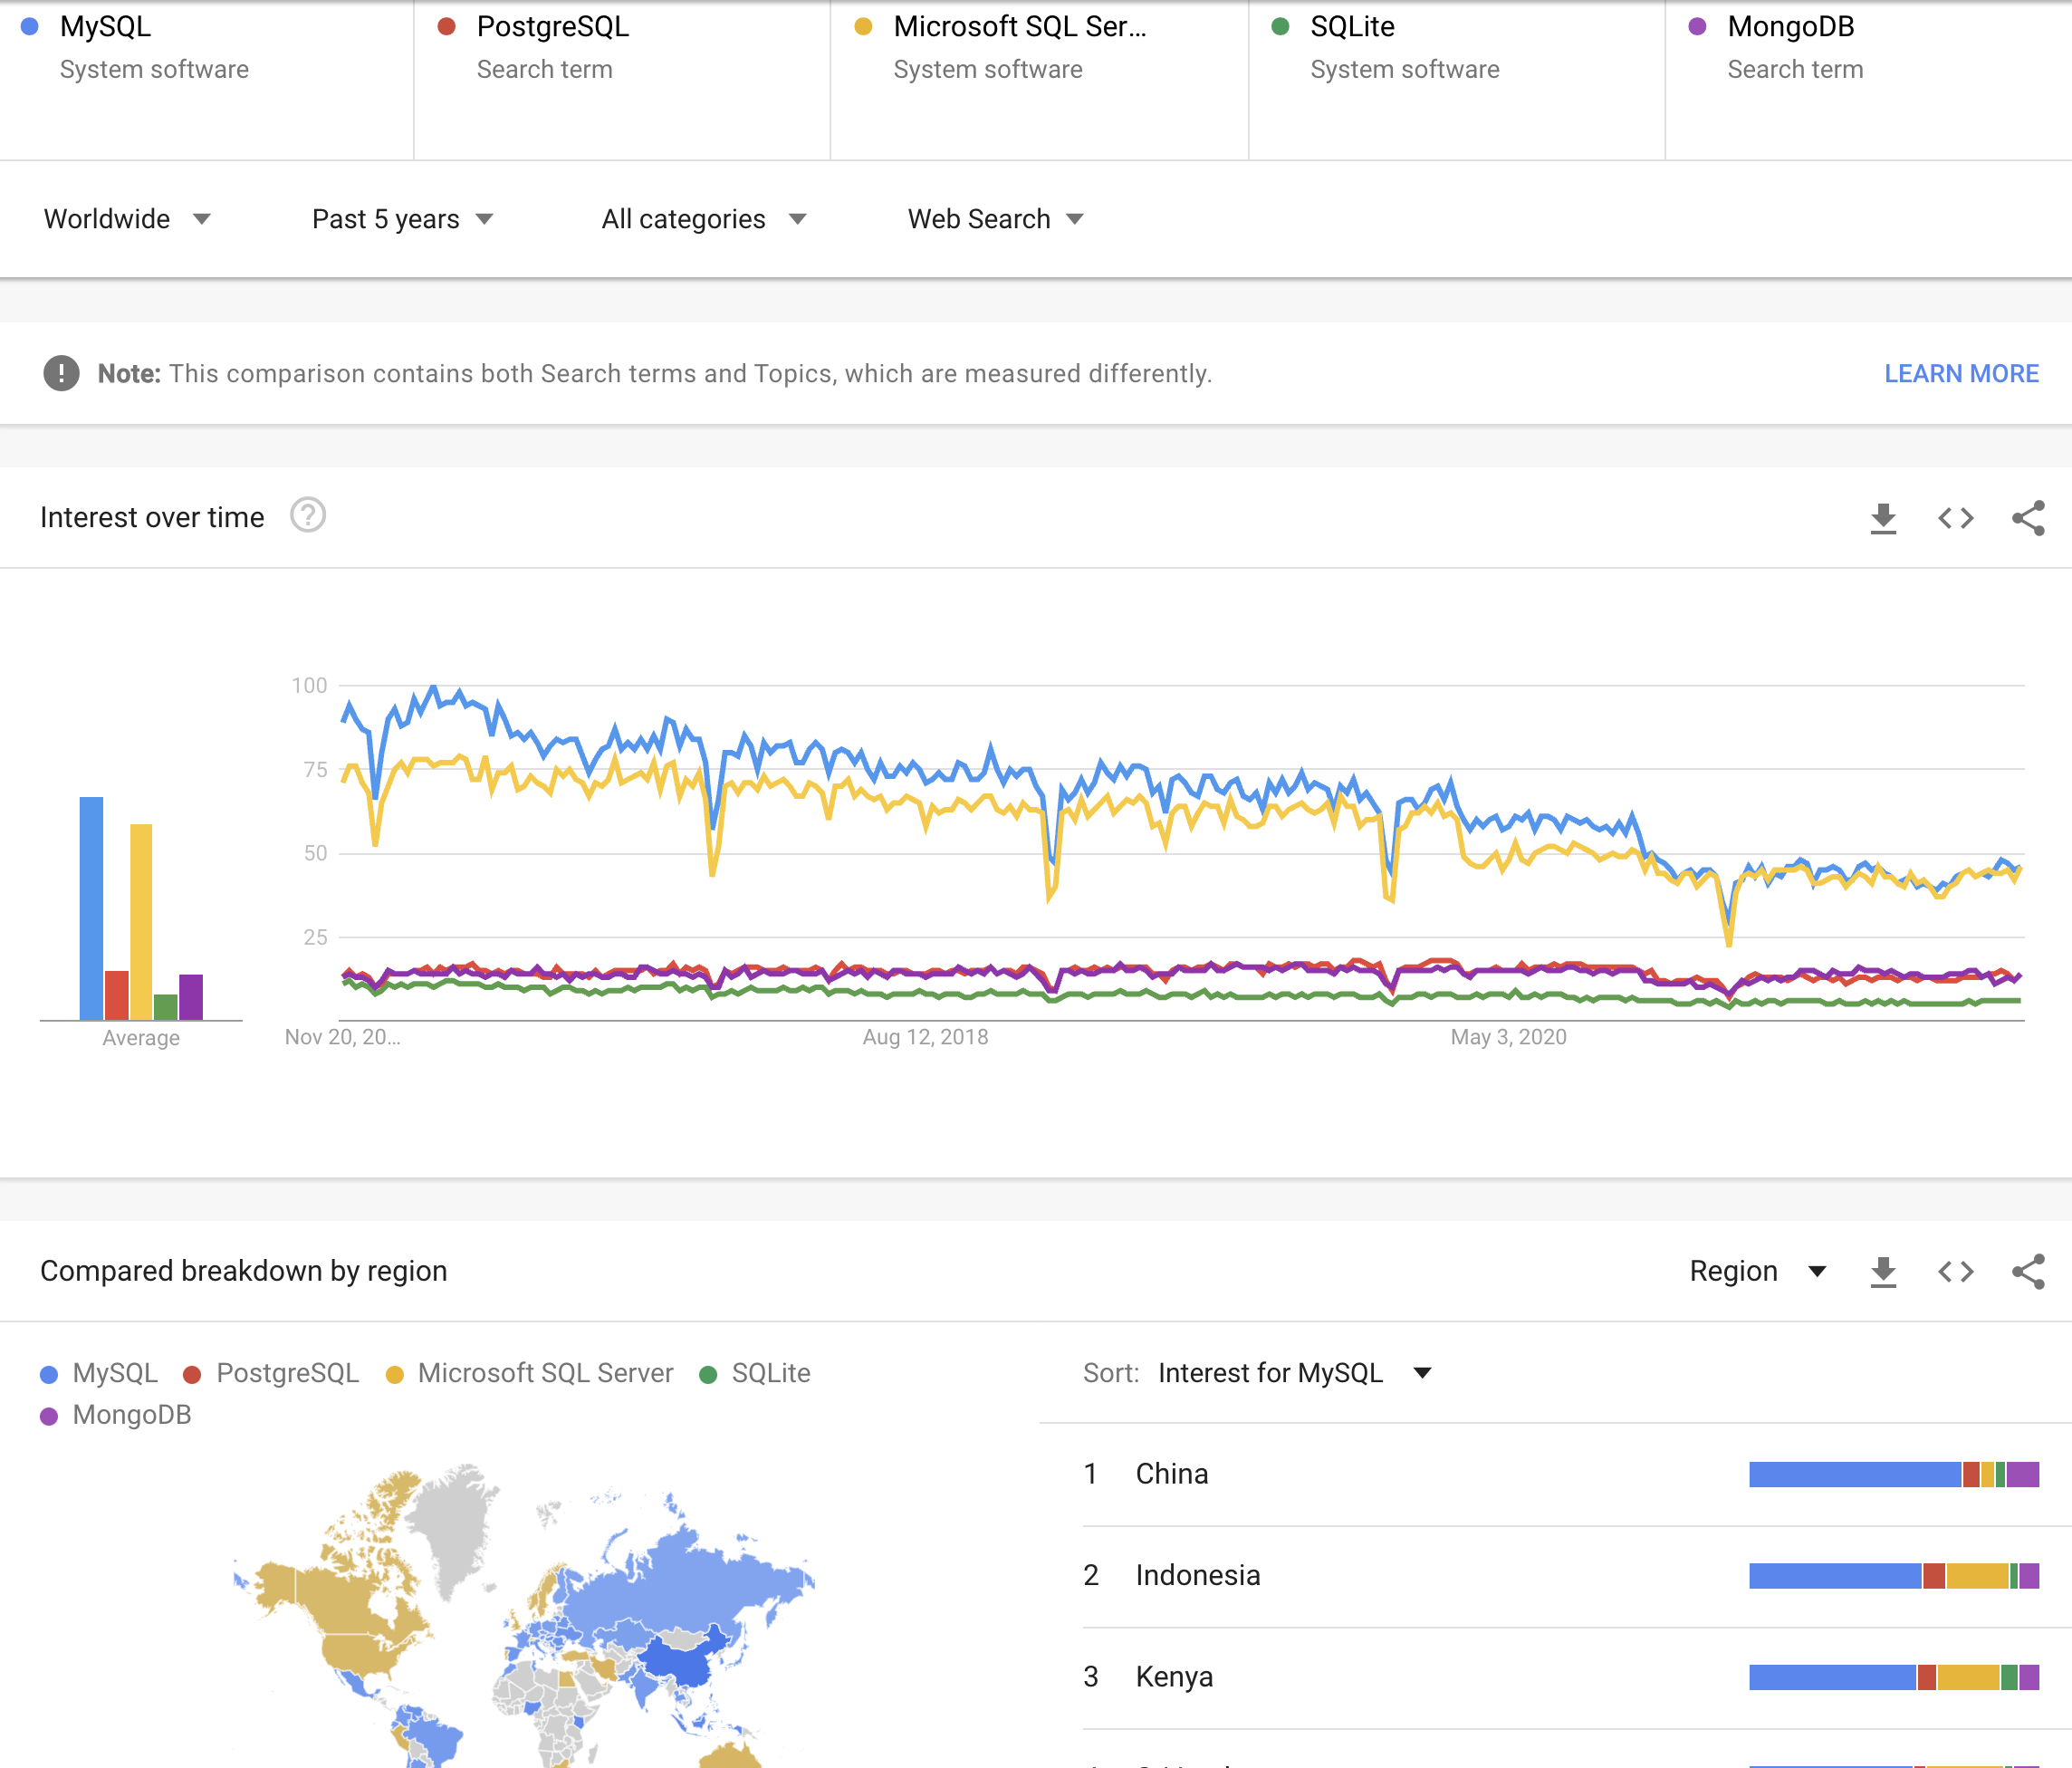 MySQL
System software
PostgreSQL
Search term
Microsoft SQL Ser...
System software
SQLite
System software
MongoDB
Search term
Worldwide
Past 5 years
All categories
Web Search
Note: This comparison contains both Search terms and Topics, which are measured differently.
LEARN MORE
Interest over time
100
75
50
25
Average
Nov 20, 20...
Aug 12, 2018
May 3, 2020
Compared breakdown by region
Region
MySQL
PostgreSQL
Microsoft SQL Server
SQLite
MongoDB
Sort: Interest for MySQL
1 China
2 Indonesia
3 Kenya